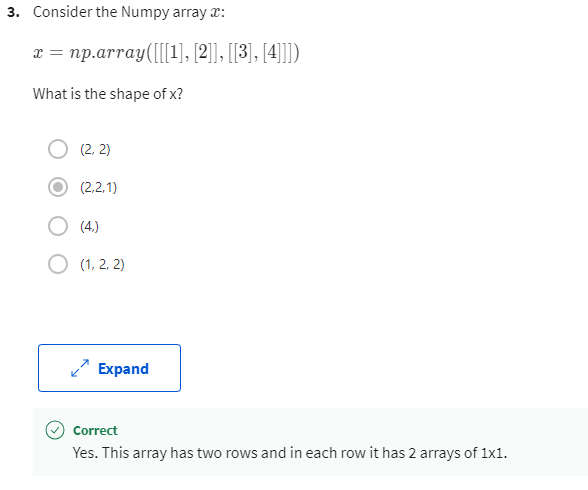 3. Consider the Numpy array x:
x = np.array([[[1], [2]], [[3], [4]]])
What is the shape of x?
(2, 2)
(2,2,1)
(4,)
(1, 2, 2)
Expand
Correct
Yes. This array has two rows and in each row it has 2 arrays of 1x1.